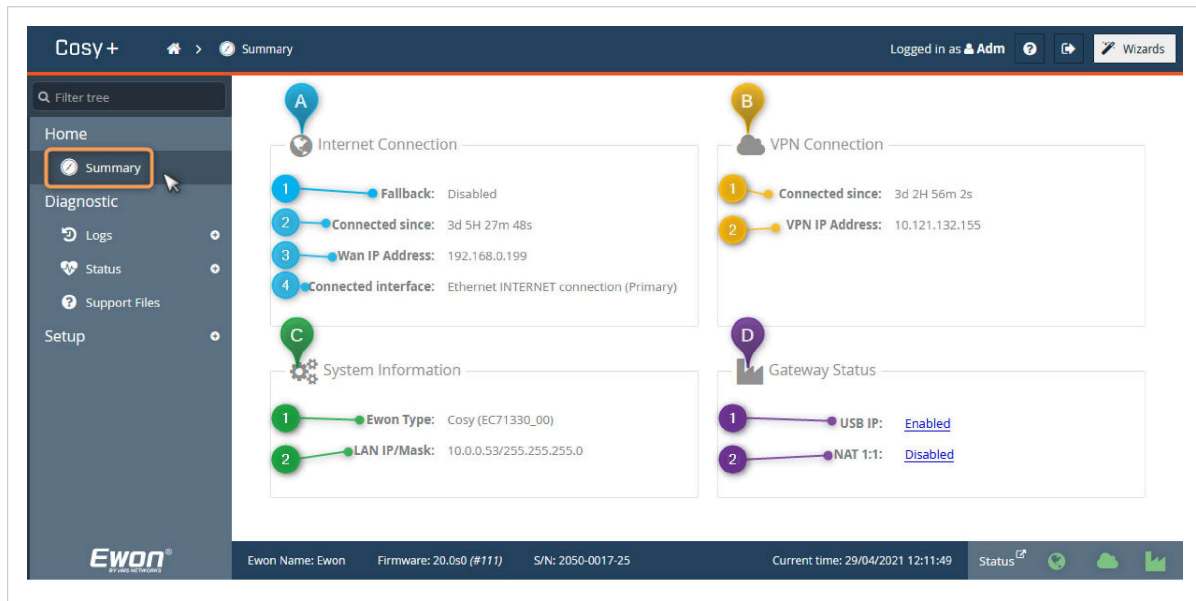 Cosy+
Summary
Logged in as Adm
?
Wizards
Filter tree
Home
Summary
Diagnostic
Logs
Status
Support Files
Setup
A
Internet Connection
1
Fallback: Disabled
2
Connected since: 3d 5H 27m 48s
3
Wan IP Address: 192.168.0.199
4
Connected interface: Ethernet INTERNET connection (Primary)
B
VPN Connection
1
Connected since: 3d 2H 56m 2s
2
VPN IP Address: 10.121.132.155
C
System Information
1
Ewon Type: Cosy (EC71330_00)
2
LAN IP/Mask: 10.0.0.53/255.255.255.0
D
Gateway Status
1
USB IP: Enabled
2
NAT 1:1: Disabled
Ewon®
BY HMS NETWORKS
Ewon Name: Ewon Firmware: 20.0s0 (#111) S/N: 2050-0017-25 Current time: 29/04/2021 12:11:49 Status